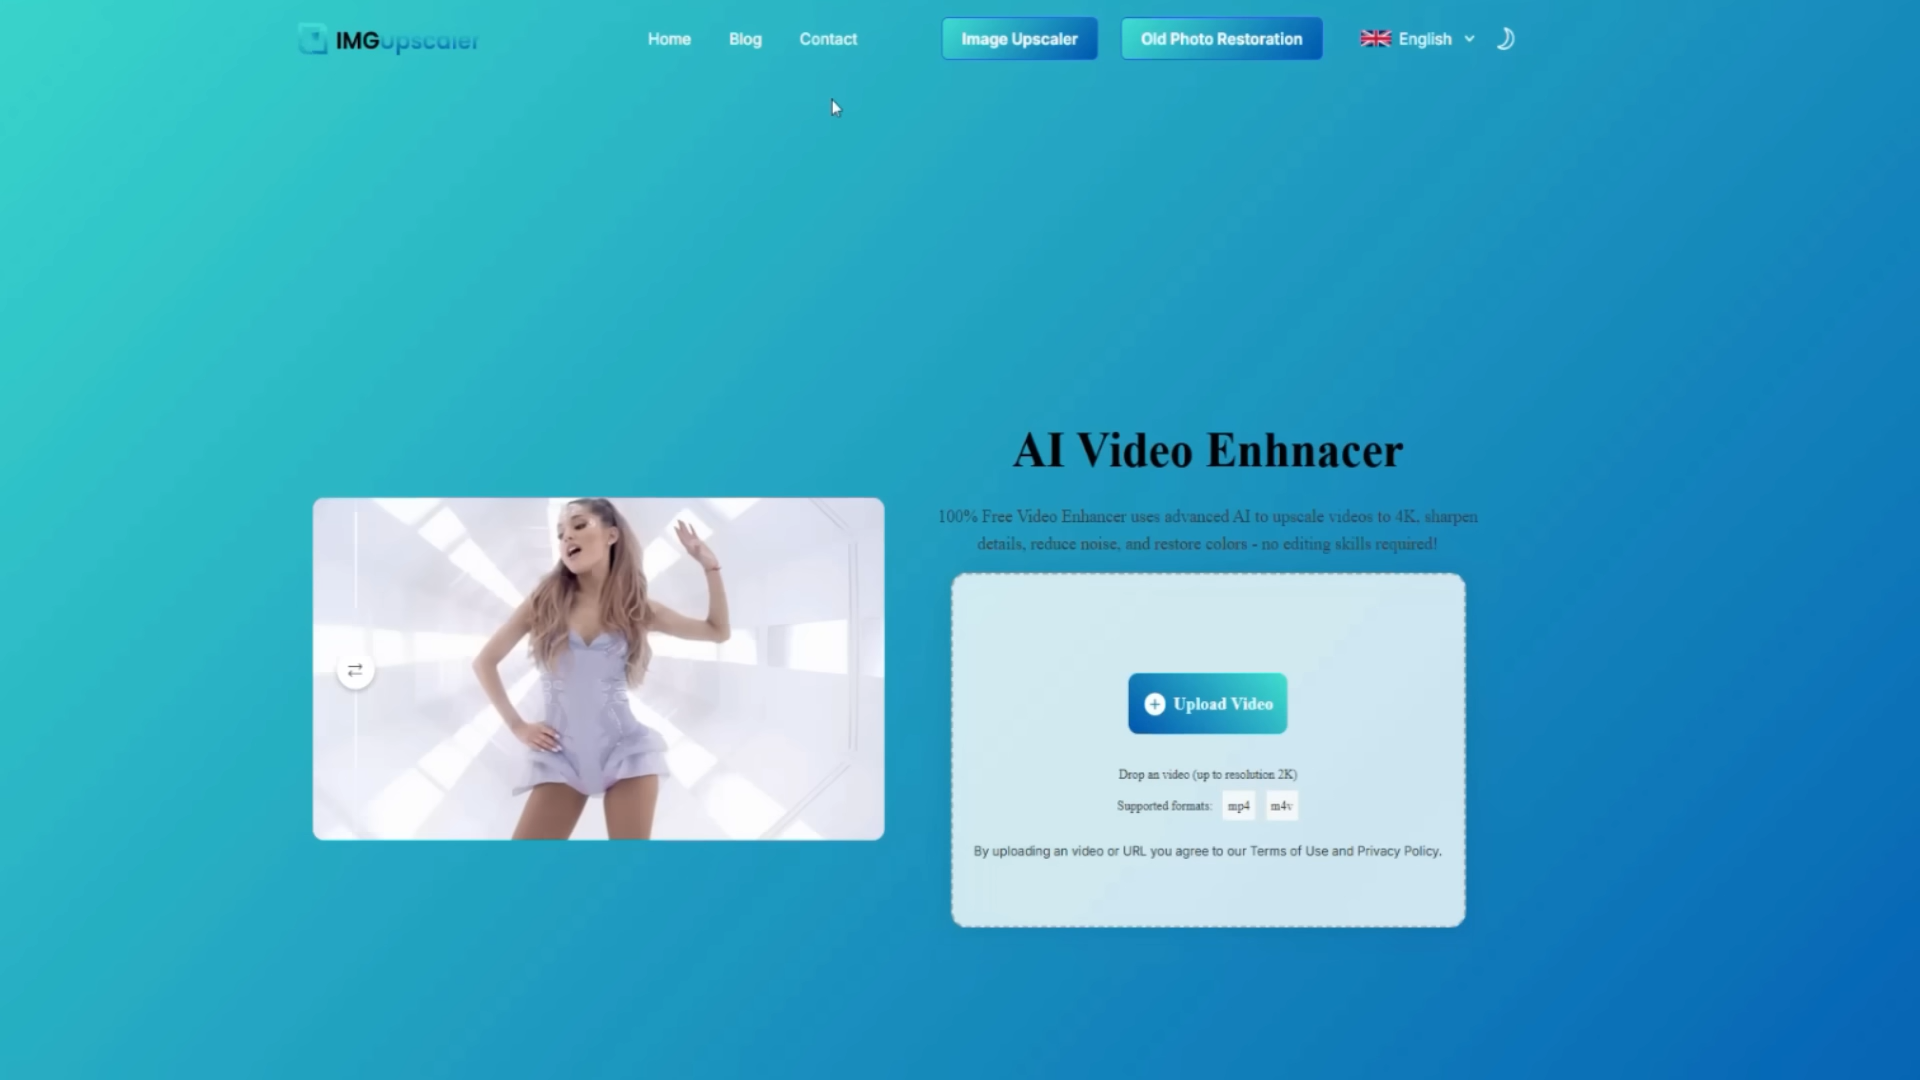 IMGupscaler
Home
Blog
Contact
Image Upscaler
Old Photo Restoration
English
AI Video Enhnacer
100% Free Video Enhancer uses advanced AI to upscale videos to 4K, sharpen
details, reduce noise, and restore colors - no editing skills required!
Upload Video
Drop an video (up to resolution 2K)
Supported formats: mp4 m4v
By uploading an video or URL you agree to our Terms of Use and Privacy Policy.